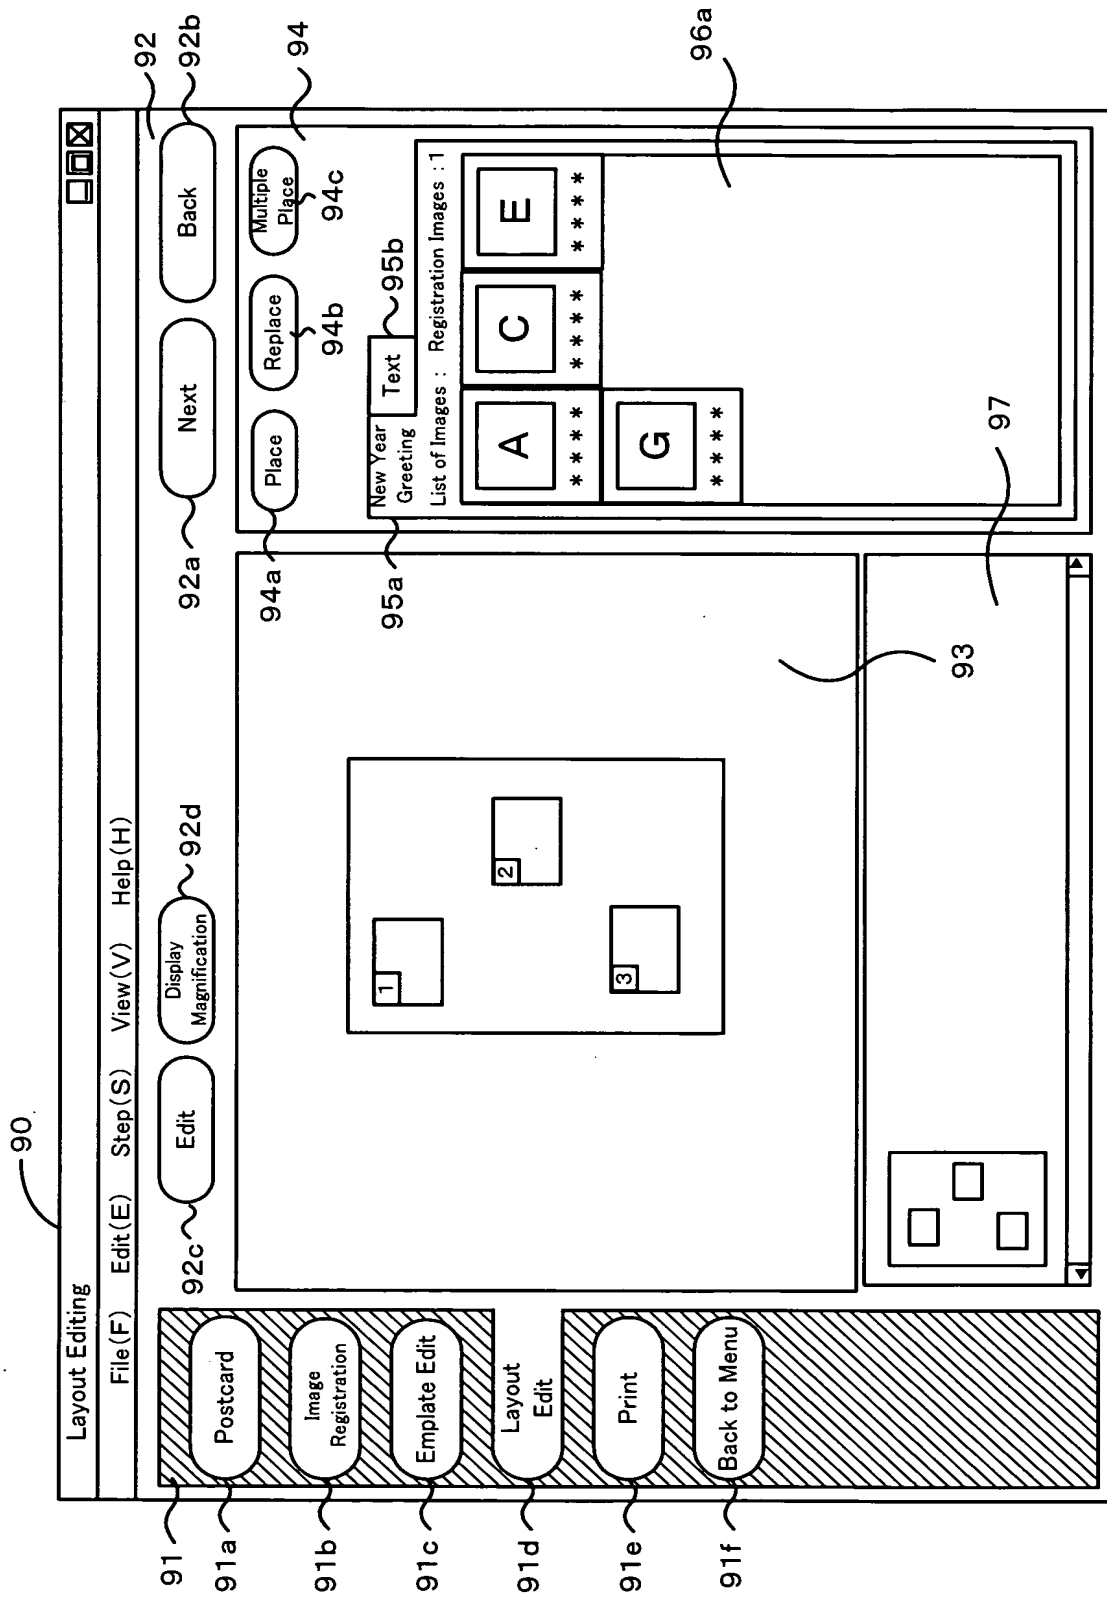 90
Layout Editing
File(F) Edit(E) Step(S) View(V) Help(H)
92
91
91a
Postcard
91b
Image
Registration
91c
Emplate Edit
91d
Layout
Edit
91e
Print
91f
Back to Menu
92c
Edit
Display
Magnification
92d
92a
Next
Back
92b
94
94a
Place
Replace
94b
Multiple
Place
94c
95a
New Year
Greeting
Text
95b
List of Images : Registration Images : 1
A
C
E
* * * *
* * * *
* * * *
G
* * * *
96a
1
2
3
93
97